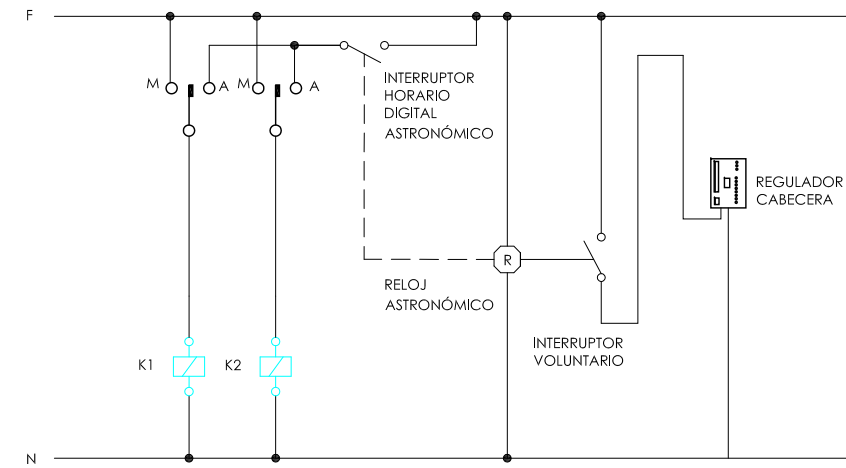 F
M
A
M
A
INTERRUPTOR
HORARIO
DIGITAL
ASTRONÓMICO
REGULADOR
CABECERA
R
RELOJ
ASTRONÓMICO
INTERRUPTOR
VOLUNTARIO
K1
K2
N